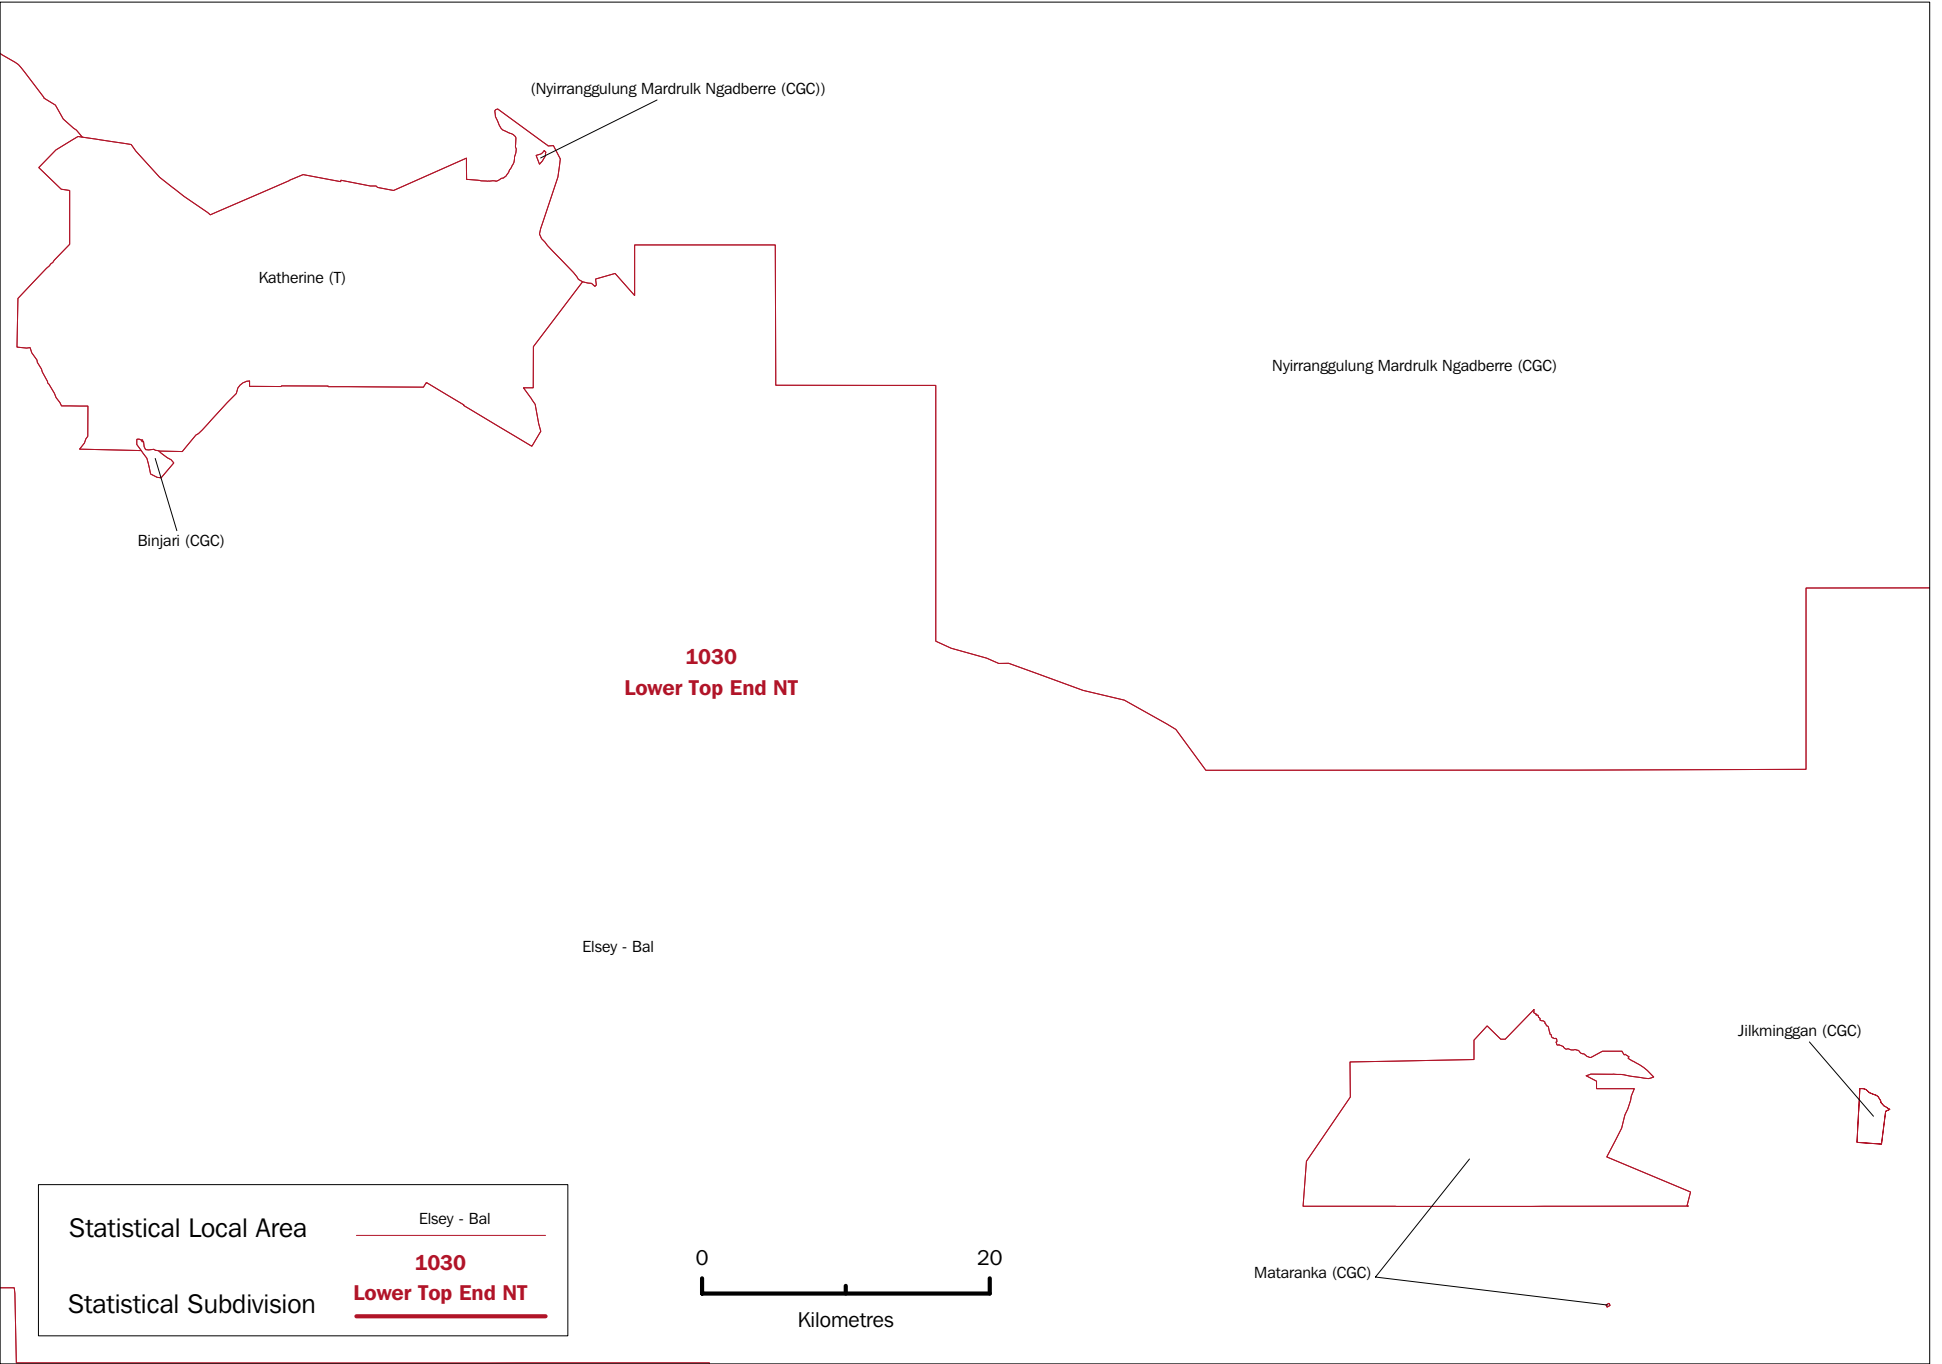 (Nyirranggulung Mardrulk Ngadberre (CGC))
Katherine (T)
Nyirranggulung Mardrulk Ngadberre (CGC)
Binjari (CGC)
1030
Lower Top End NT
Elsey - Bal
Jilkminggan (CGC)
Mataranka (CGC)
Statistical Local Area
Elsey - Bal
1030
Lower Top End NT
Statistical Subdivision
0 20
Kilometres